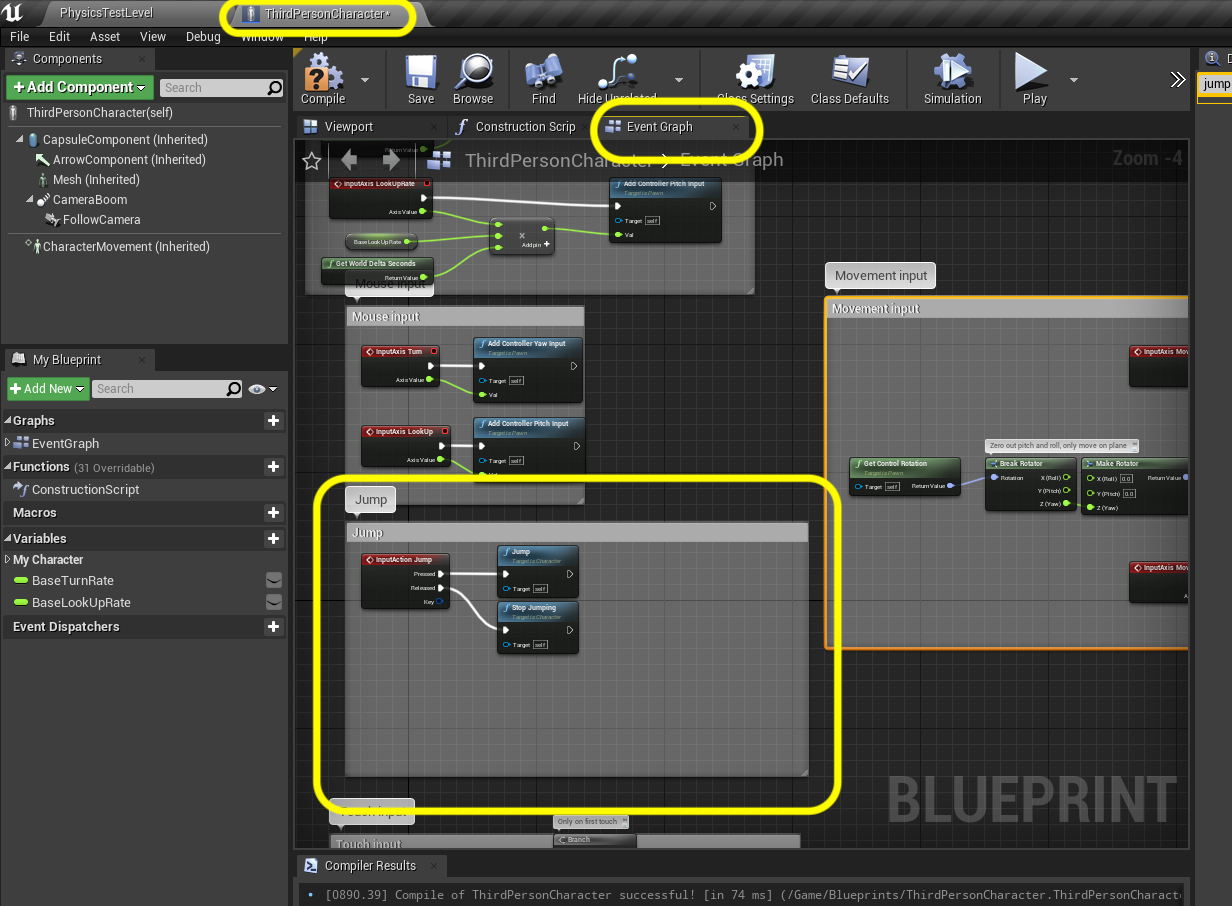 PhysicsTestLevel
ThirdPersonCharacter*
File Edit Asset View Debug Window Help
Components
+ Add Component
Search
ThirdPersonCharacter(self)
CapsuleComponent (Inherited)
ArrowComponent (Inherited)
Mesh (Inherited)
CameraBoom
FollowCamera
CharacterMovement (Inherited)
My Blueprint
+ Add New
Search
Graphs
EventGraph
Functions (31 Overridable)
ConstructionScript
Macros
Variables
My Character
BaseTurnRate
BaseLookUpRate
Event Dispatchers
Compile
Save
Browse
Find
Hide Unrelated
Class Settings
Class Defaults
Simulation
Play
jump
Viewport
Construction Scrip
Event Graph
ThirdPersonCharacter > Event Graph
Zoom -4
Return Value
InputAxis LookUpRate
Axis Value
Add Controller Pitch Input
Target is Pawn
Target self
Val
Base Look Up Rate
Add pin +
Get World Delta Seconds
Return Value
Mouse input
Mouse input
InputAxis Turn
Axis Value
Add Controller Yaw Input
Target is Pawn
Target self
Val
InputAxis LookUp
Axis Value
Add Controller Pitch Input
Target is Pawn
Target self
Val
Jump
Jump
InputAction Jump
Pressed
Released
Key
Jump
Target is Character
Target self
Stop Jumping
Target is Character
Target self
Touch input
Touch input
Only on first touch
Branch
Movement input
Movement input
InputAxis Mov
Zero out pitch and roll, only move on plane
Get Control Rotation
Target is Pawn
Target self
Return Value
Break Rotator
Rotation
X (Roll)
Y (Pitch)
Z (Yaw)
Make Rotator
X (Roll) 0.0
Return Value
Y (Pitch) 0.0
Z (Yaw)
InputAxis Mov
BLUEPRINT
Compiler Results
[0890.39] Compile of ThirdPersonCharacter successful! [in 74 ms] (/Game/Blueprints/ThirdPersonCharacter.ThirdPersonCharact